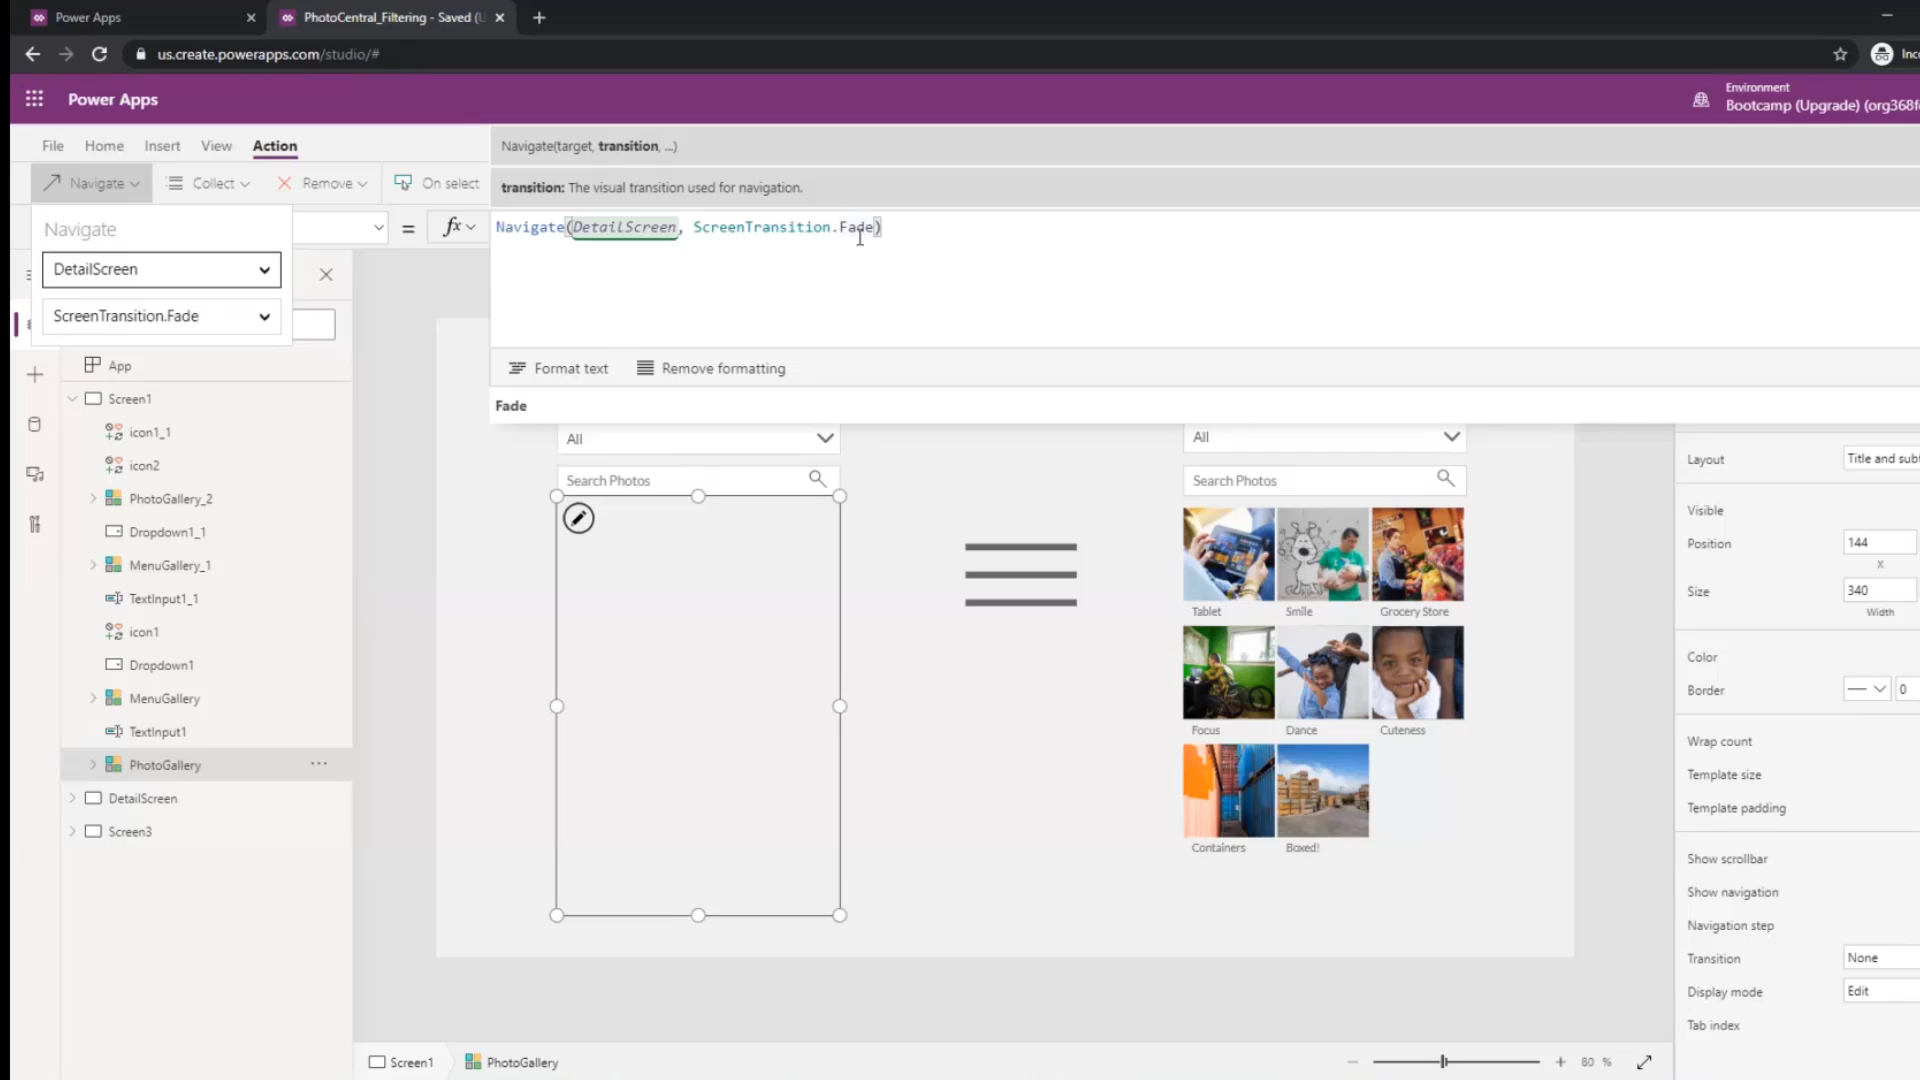 Power Apps
PhotoCentral_Filtering - Saved (U
us.create.powerapps.com/studio/#
Power Apps
Environment
Bootcamp (Upgrade) (org368f
File Home Insert View Action
Navigate(target, transition, ...)
Navigate Collect Remove On select
transition: The visual transition used for navigation.
= fx
Navigate(DetailScreen, ScreenTransition.Fade)
Navigate
DetailScreen
ScreenTransition.Fade
Format text Remove formatting
Fade
App
Screen1
icon1_1
icon2
PhotoGallery_2
Dropdown1_1
MenuGallery_1
TextInput1_1
icon1
Dropdown1
MenuGallery
TextInput1
PhotoGallery ...
DetailScreen
Screen3
All
Search Photos
All
Search Photos
Tablet Smile Grocery Store
Focus Dance Cuteness
Containers Boxed!
Layout Title and subt
Visible
Position 144
X
Size 340
Width
Color
Border 0
Wrap count
Template size
Template padding
Show scrollbar
Show navigation
Navigation step
Transition None
Display mode Edit
Tab index
Screen1 PhotoGallery
80 %